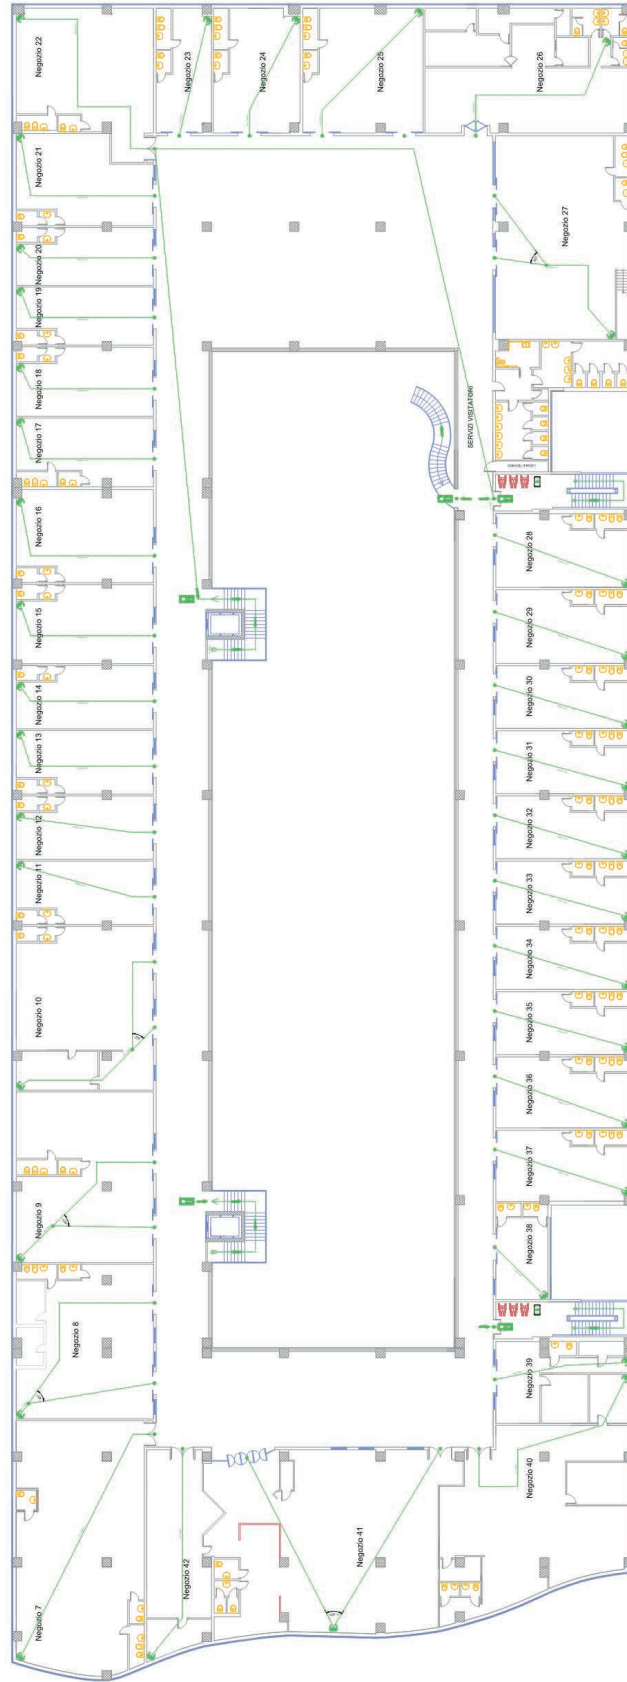 Negozio 22
Negozio 23
Negozio 24
Negozio 25
Negozio 26
Negozio 21
Negozio 27
Negozio 20
Negozio 19
Negozio 18
Negozio 17
SERVIZI VISITATORI
LOCALE TECNICO
Negozio 16
Negozio 28
Negozio 15
Negozio 29
Negozio 14
Negozio 30
Negozio 13
Negozio 31
Negozio 12
Negozio 32
Negozio 11
Negozio 33
Negozio 34
Negozio 10
Negozio 35
Negozio 36
Negozio 37
Negozio 9
Negozio 38
Negozio 8
Negozio 39
Negozio 40
Negozio 41
Negozio 42
Negozio 7